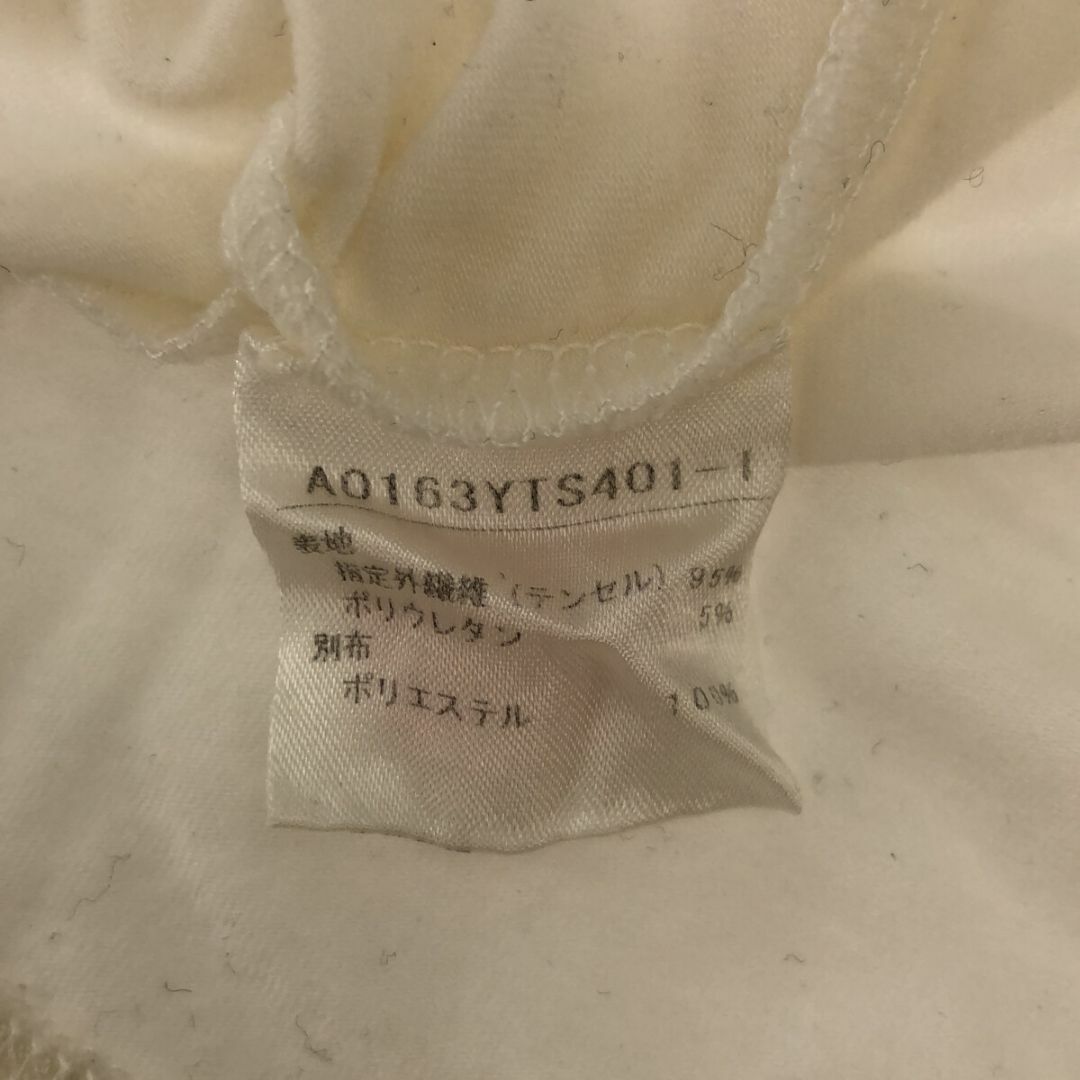 A0163YTS401-1
表地
指定外繊維（テンセル） 95%
ポリウレタン 5%
別布
ポリエステル 100%